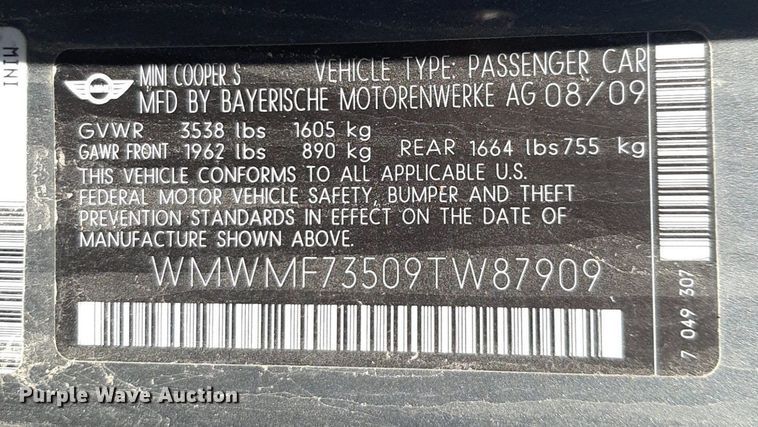 MINI
MINI COOPER S VEHICLE TYPE: PASSENGER CAR
MFD BY BAYERISCHE MOTORENWERKE AG 08/09
GVWR 3538 lbs 1605 kg
GAWR FRONT 1962 lbs 890 kg REAR 1664 lbs 755 kg
THIS VEHICLE CONFORMS TO ALL APPLICABLE U.S.
FEDERAL MOTOR VEHICLE SAFETY, BUMPER AND THEFT
PREVENTION STANDARDS IN EFFECT ON THE DATE OF
MANUFACTURE SHOWN ABOVE.
WMWMF73509TW87909
7 049 307
Purple Wave Auction